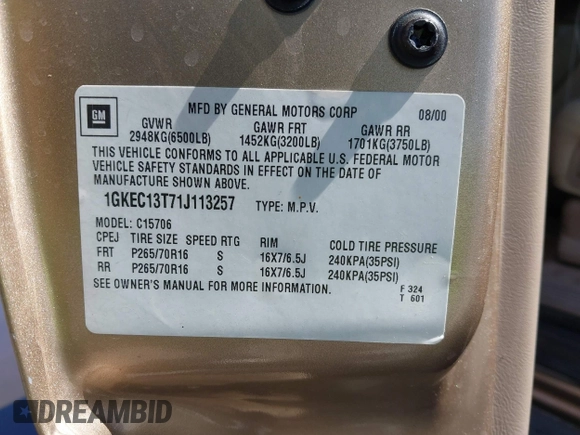 GM
MFD BY GENERAL MOTORS CORP 08/00
GVWR GAWR FRT GAWR RR
2948KG(6500LB) 1452KG(3200LB) 1701KG(3750LB)
THIS VEHICLE CONFORMS TO ALL APPLICABLE U.S. FEDERAL MOTOR
VEHICLE SAFETY STANDARDS IN EFFECT ON THE DATE OF
MANUFACTURE SHOWN ABOVE.
1GKEC13T71J113257 TYPE: M.P.V.
MODEL: C15706
CPEJ TIRE SIZE SPEED RTG RIM COLD TIRE PRESSURE
FRT P265/70R16 S 16X7/6.5J 240KPA(35PSI)
RR P265/70R16 S 16X7/6.5J 240KPA(35PSI)
SEE OWNER'S MANUAL FOR MORE INFORMATION.
F 324
T 601
DREAMBID